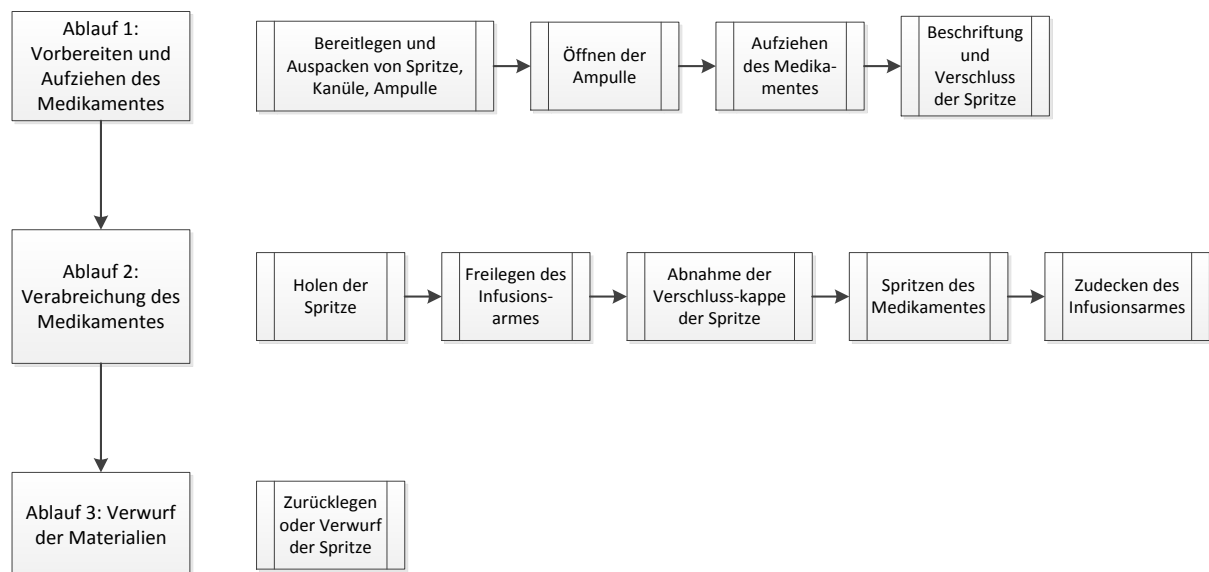 Ablauf 1:
Vorbereiten und
Aufziehen des
Medikamentes
Bereitlegen und
Auspacken von Spritze,
Kanüle, Ampulle
Öffnen der
Ampulle
Aufziehen
des Medika-
mentes
Beschriftung
und
Verschluss
der Spritze
Ablauf 2:
Verabreichung des
Medikamentes
Holen der
Spritze
Freilegen des
Infusions-
armes
Abnahme der
Verschluss-kappe
der Spritze
Spritzen des
Medikamentes
Zudecken des
Infusionsarmes
Ablauf 3: Verwurf
der Materialien
Zurücklegen
oder Verwurf
der Spritze